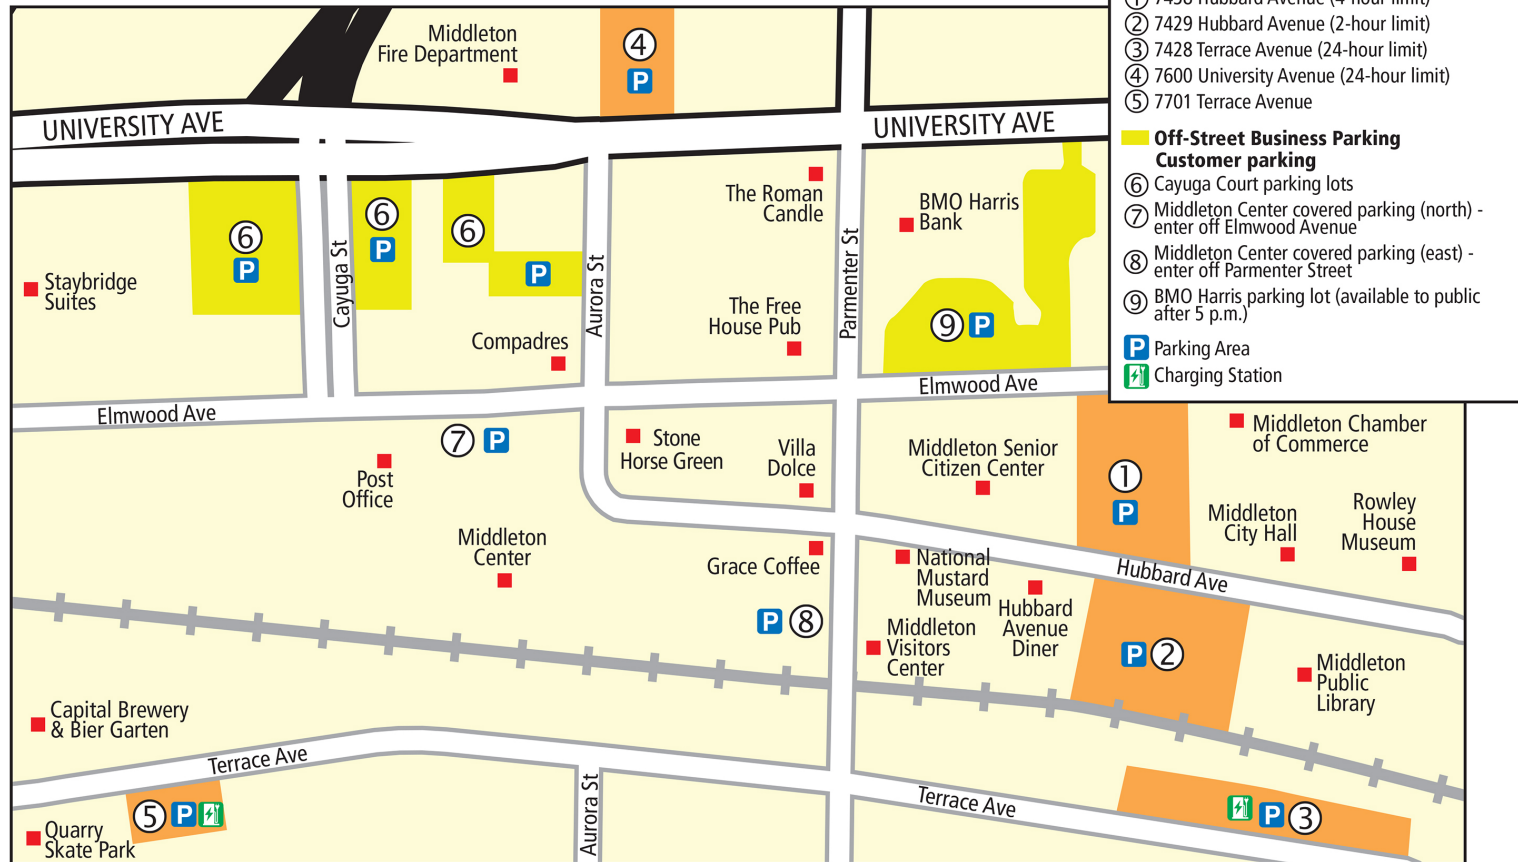 ① 7436 Hubbard Avenue (4-hour limit)
② 7429 Hubbard Avenue (2-hour limit)
③ 7428 Terrace Avenue (24-hour limit)
④ 7600 University Avenue (24-hour limit)
⑤ 7701 Terrace Avenue
Off-Street Business Parking
Customer parking
⑥ Cayuga Court parking lots
⑦ Middleton Center covered parking (north) -
enter off Elmwood Avenue
⑧ Middleton Center covered parking (east) -
enter off Parmenter Street
⑨ BMO Harris parking lot (available to public
after 5 p.m.)
P Parking Area
Charging Station
Middleton
Fire Department
④
P
UNIVERSITY AVE
UNIVERSITY AVE
⑥
P
⑥
P
⑥
P
Cayuga St
Aurora St
Parmenter St
The Roman
Candle
BMO Harris
Bank
Staybridge
Suites
The Free
House Pub
Compadres
⑨ P
Elmwood Ave
Elmwood Ave
⑦ P
Post
Office
Stone
Horse Green
Villa
Dolce
Middleton Senior
Citizen Center
①
P
Middleton Chamber
of Commerce
Middleton
City Hall
Rowley
House
Museum
Middleton
Center
Grace Coffee
National
Mustard
Museum
Hubbard Ave
Hubbard
Avenue
Diner
P ⑧
Middleton
Visitors
Center
P ②
Middleton
Public
Library
Capital Brewery
& Bier Garten
Terrace Ave
Terrace Ave
⑤ P
Aurora St
P ③
Quarry
Skate Park